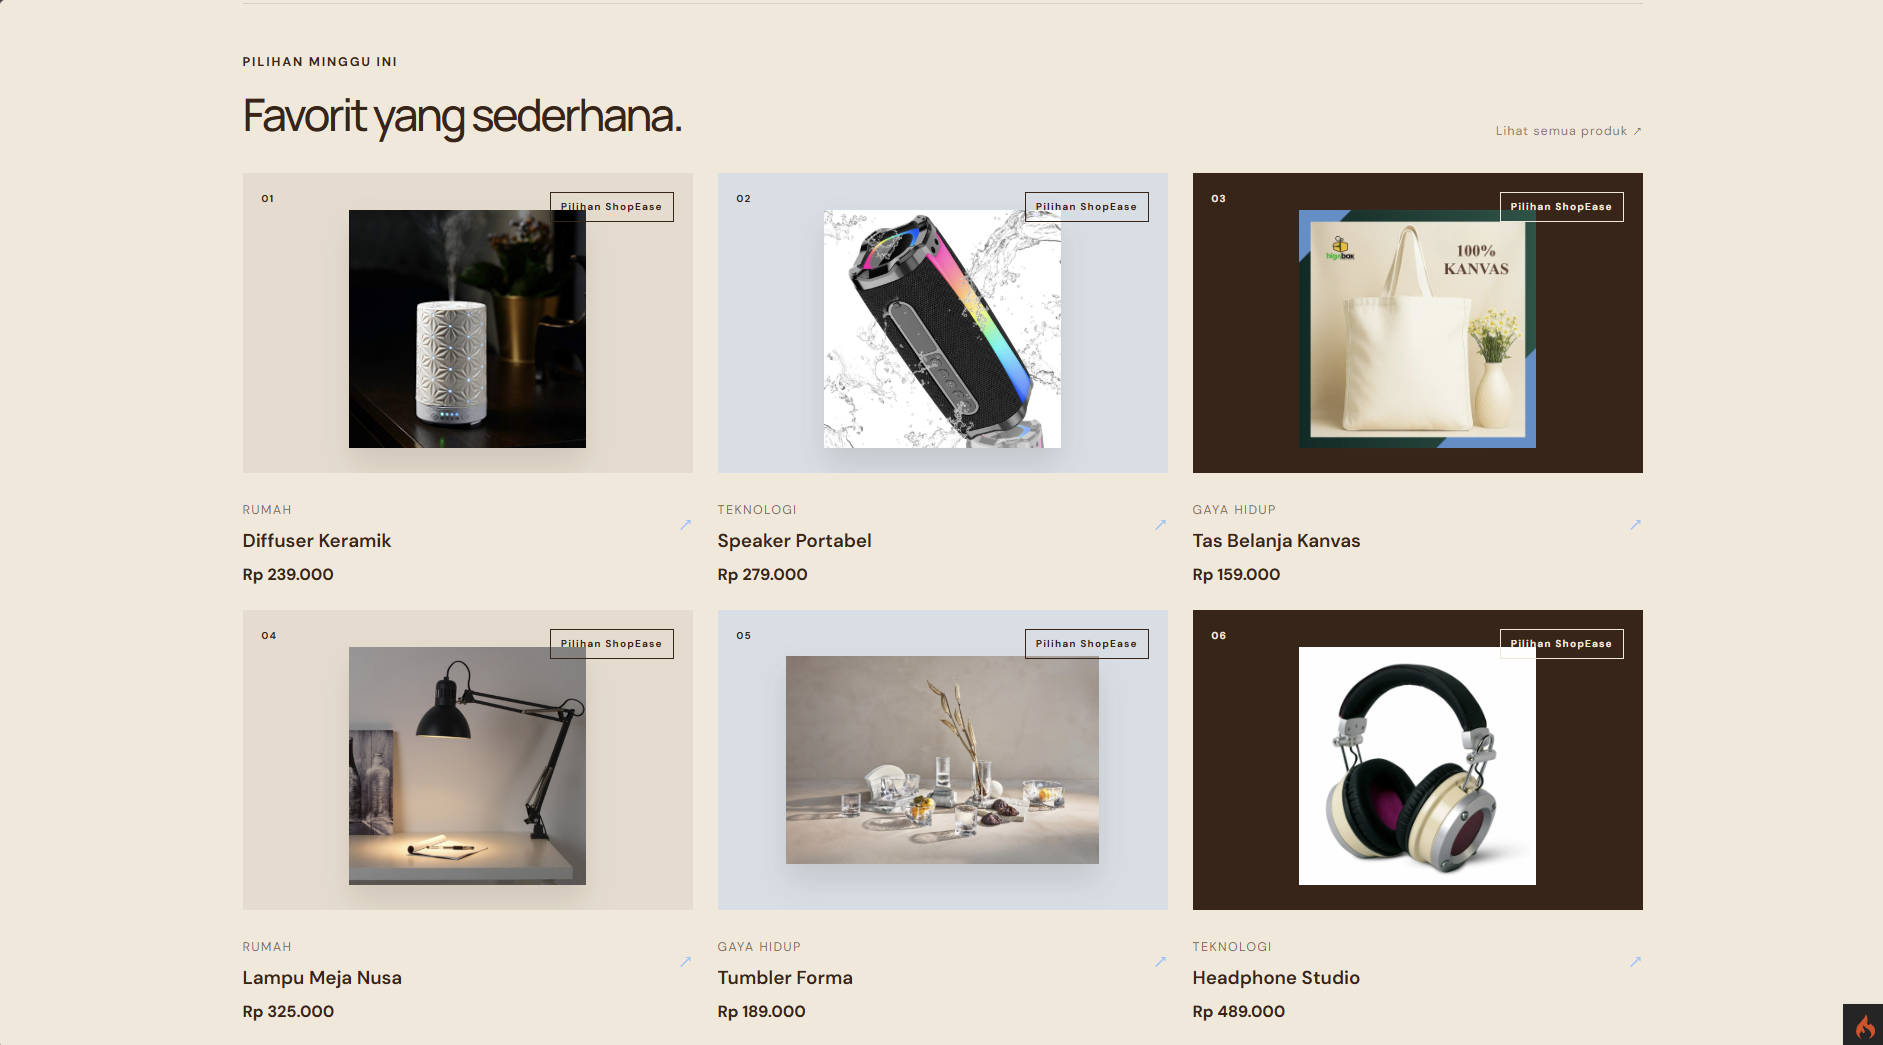 PILIHAN MINGGU INI
Favorit yang sederhana.
Lihat semua produk ↗
01
Pilihan ShopEase
02
Pilihan ShopEase
03
Pilihan ShopEase
higabox
100%
KANVAS
RUMAH
Diffuser Keramik
Rp 239.000
↗
TEKNOLOGI
Speaker Portabel
Rp 279.000
↗
GAYA HIDUP
Tas Belanja Kanvas
Rp 159.000
↗
04
Pilihan ShopEase
05
Pilihan ShopEase
06
Pilihan ShopEase
RUMAH
Lampu Meja Nusa
Rp 325.000
↗
GAYA HIDUP
Tumbler Forma
Rp 189.000
↗
TEKNOLOGI
Headphone Studio
Rp 489.000
↗